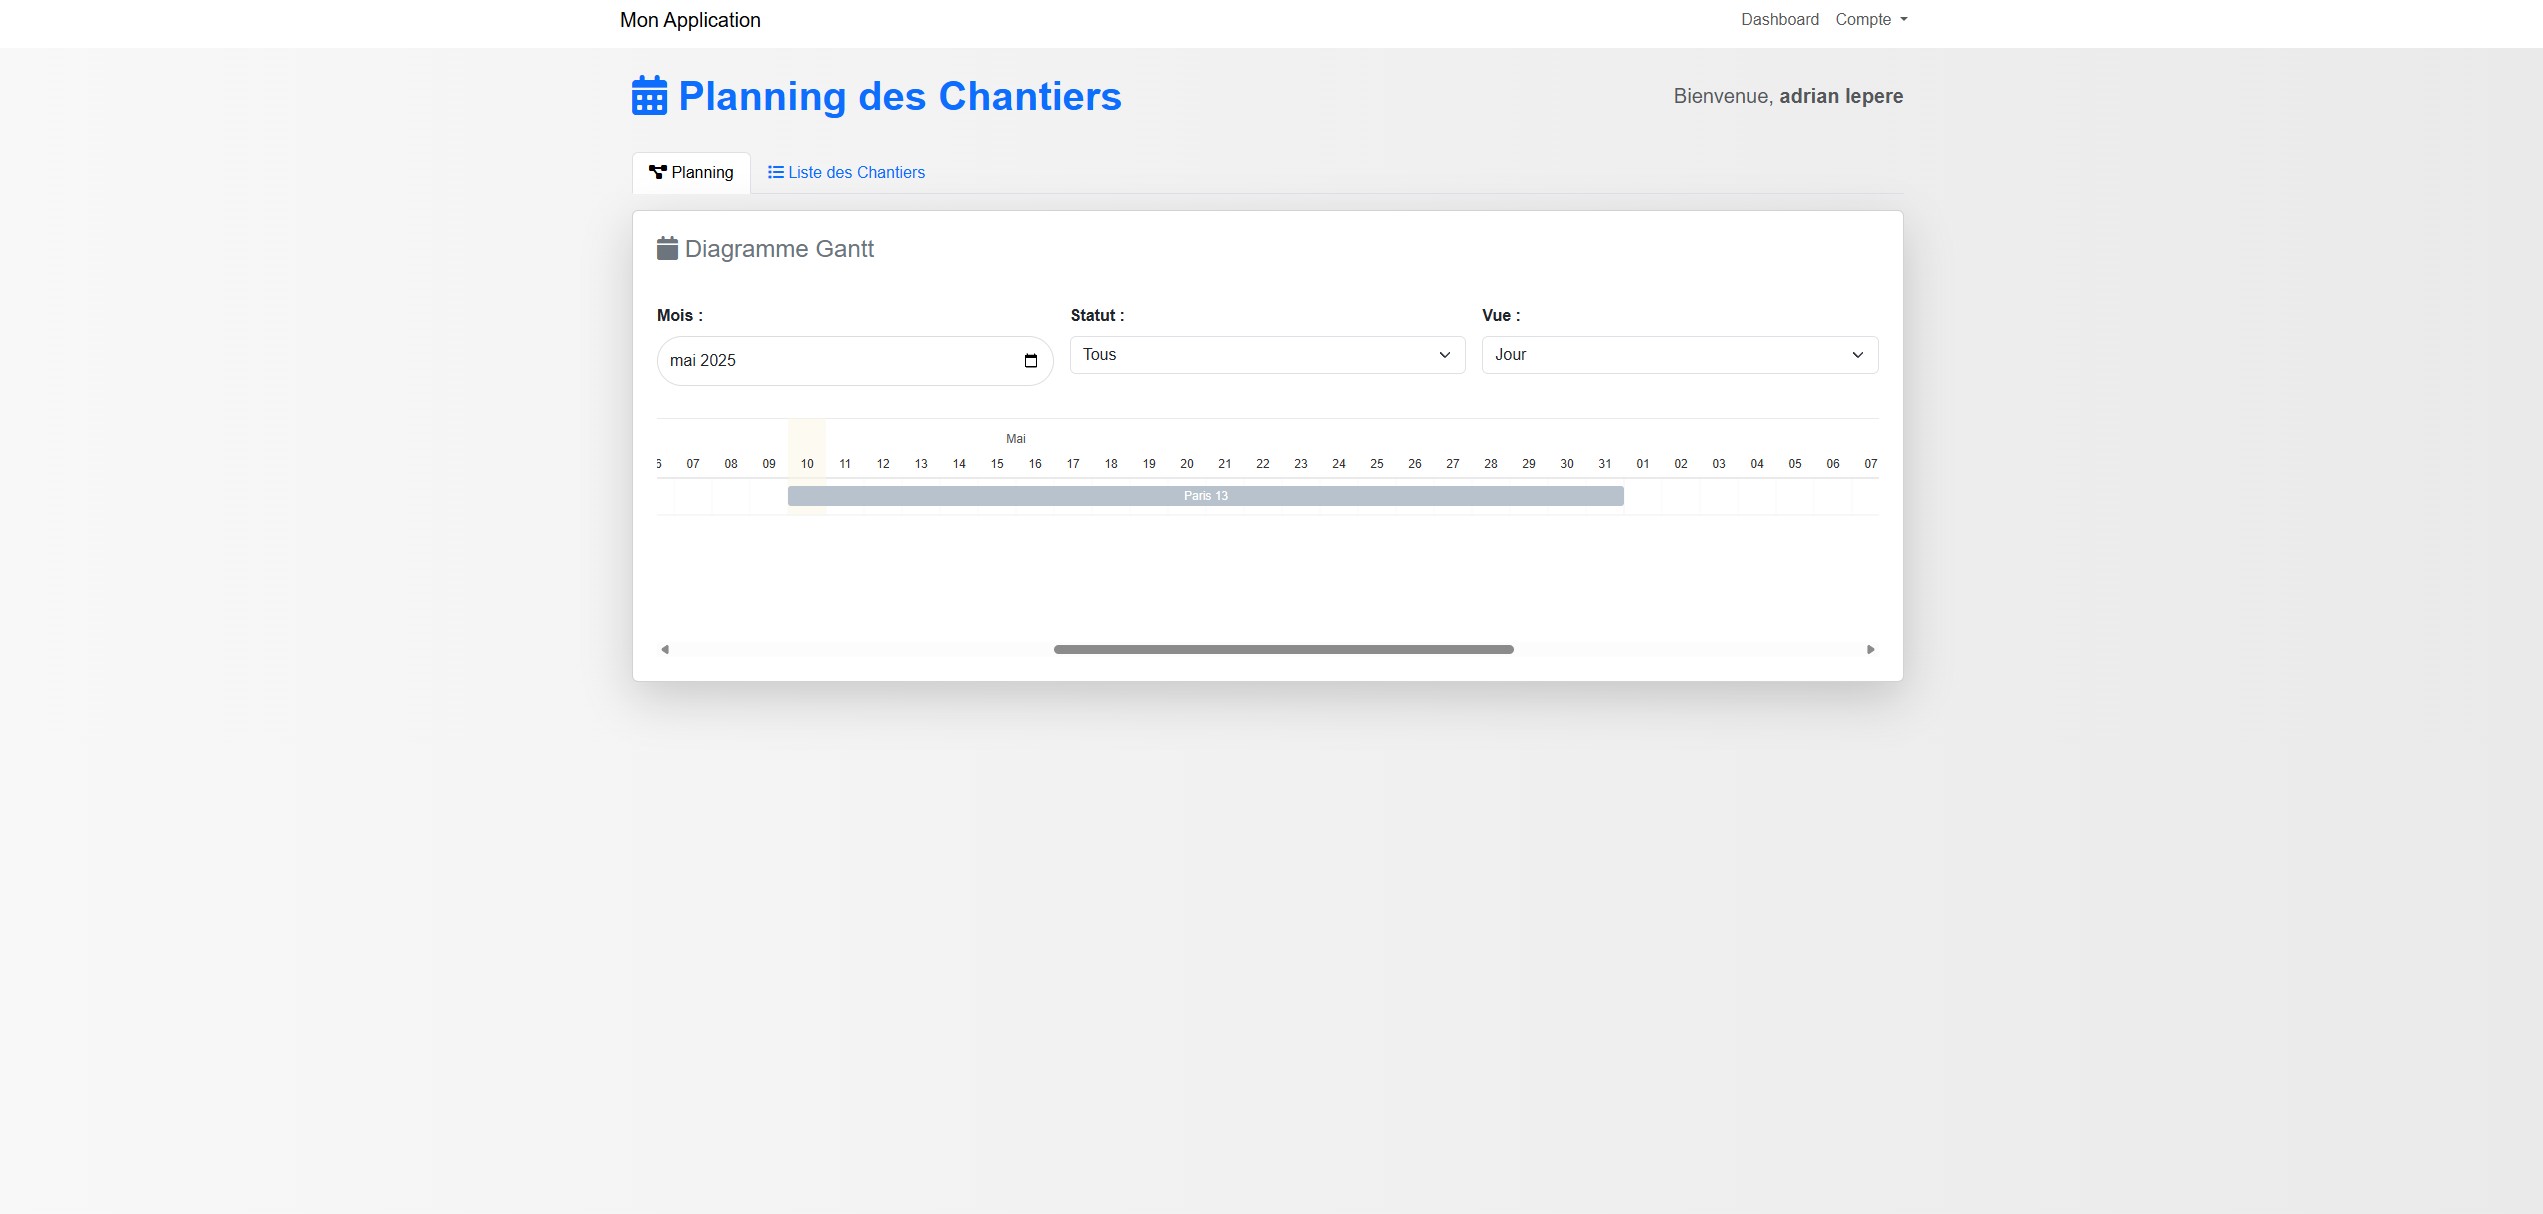 Mon Application
Dashboard Compte
Planning des Chantiers
Bienvenue, adrian lepere
Planning Liste des Chantiers
Diagramme Gantt
Mois : Statut : Vue :
mai 2025 Tous Jour
Mai
6 07 08 09 10 11 12 13 14 15 16 17 18 19 20 21 22 23 24 25 26 27 28 29 30 31 01 02 03 04 05 06 07
Paris 13